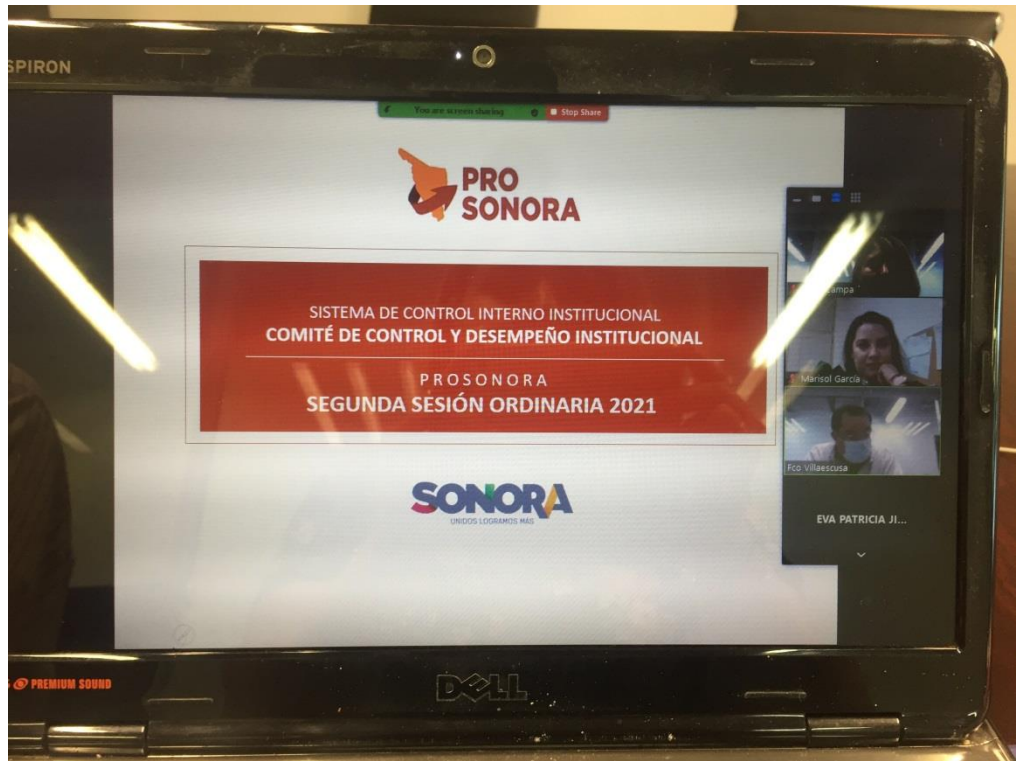 SPIRON
You are screen sharing
Stop Share
PRO
SONORA
SISTEMA DE CONTROL INTERNO INSTITUCIONAL
COMITÉ DE CONTROL Y DESEMPEÑO INSTITUCIONAL
PROSONORA
SEGUNDA SESIÓN ORDINARIA 2021
SONORA
UNIDOS LOGRAMOS MÁS
ampa
Marisol Garcia
Fco Villaescusa
EVA PATRICIA JI...
PREMIUM SOUND
DELL